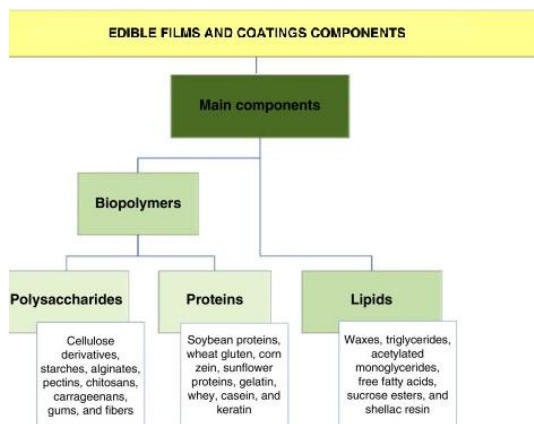 EDIBLE FILMS AND COATINGS COMPONENTS
Main components
Biopolymers
Polysaccharides
Proteins
Lipids
Cellulose
derivatives,
starches, alginates,
pectins, chitosans,
carrageenans,
gums, and fibers
Soybean proteins,
wheat gluten, corn
zein, sunflower
proteins, gelatin,
whey, casein, and
keratin
Waxes, triglycerides,
acetylated
monoglycerides,
free fatty acids,
sucrose esters, and
shellac resin